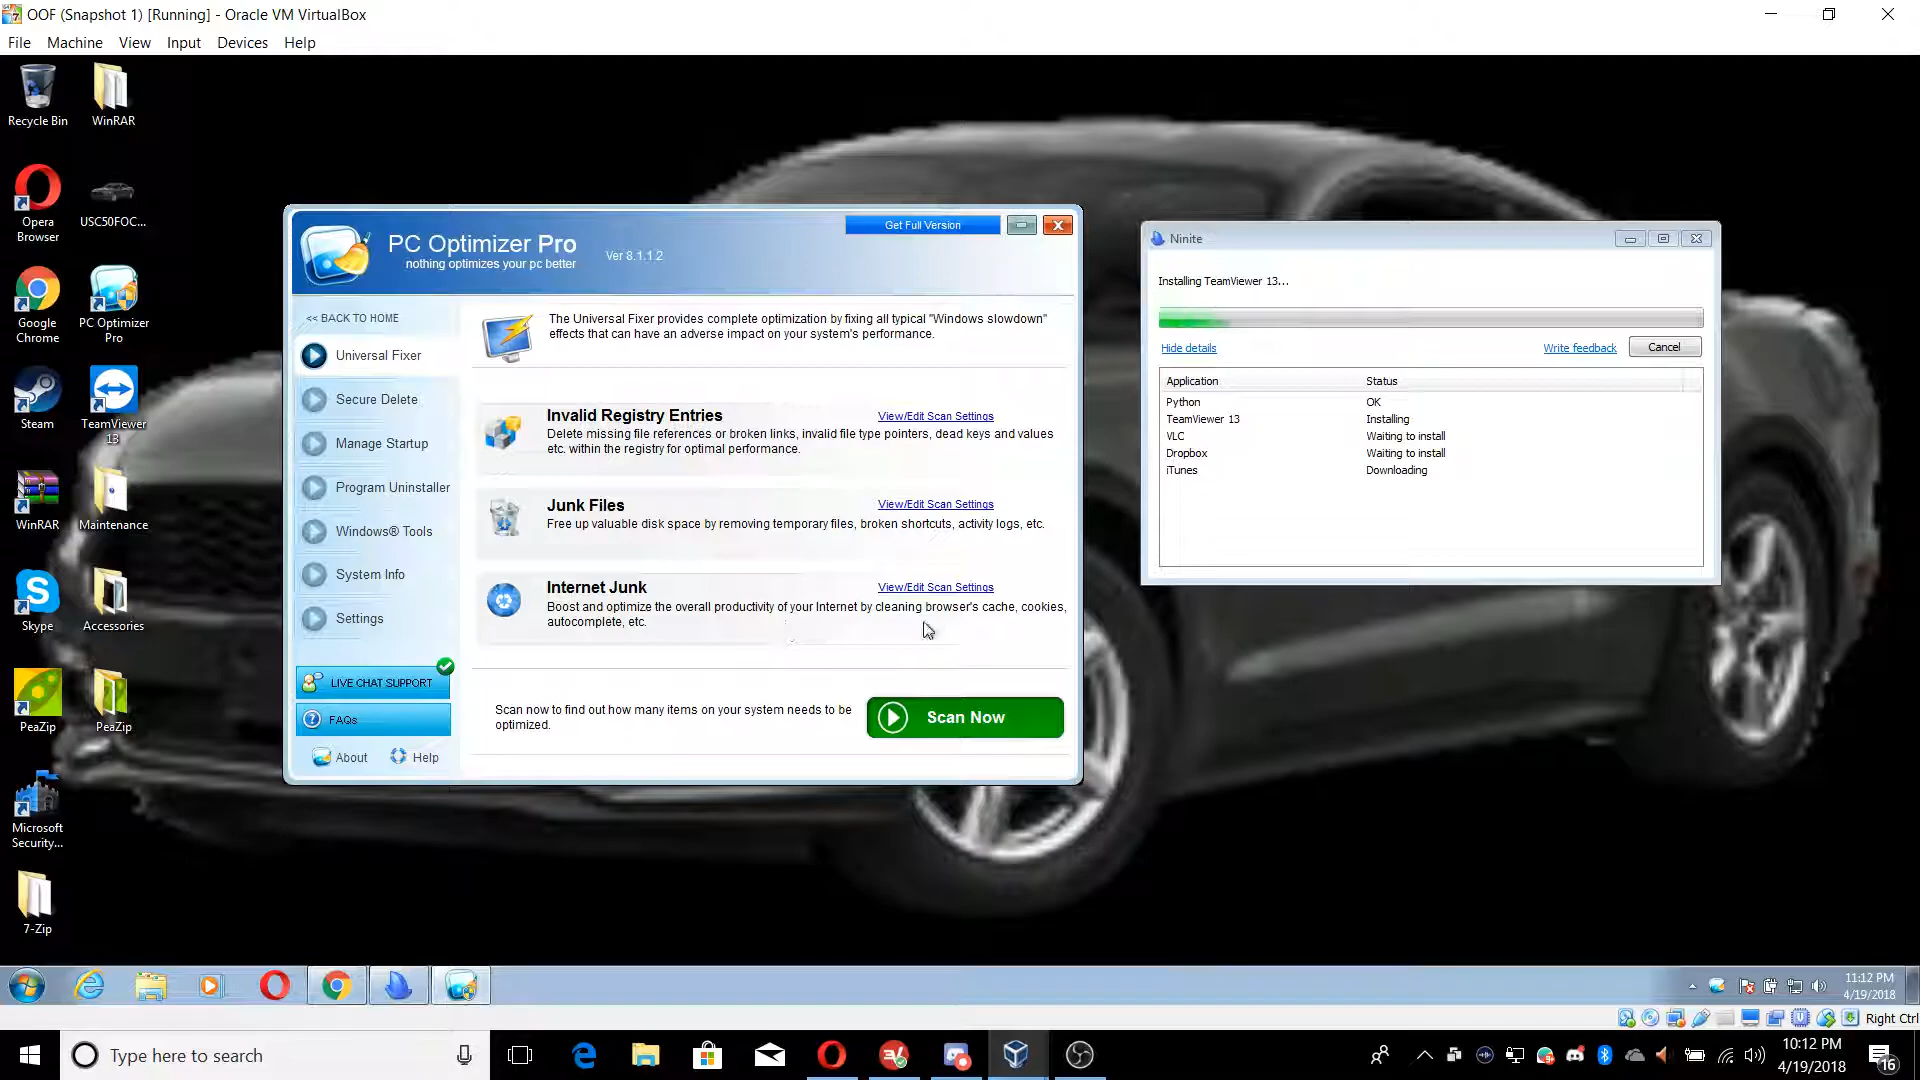 OOF (Snapshot 1) [Running] - Oracle VM VirtualBox
File Machine View Input Devices Help
Recycle Bin
WinRAR
Opera Browser
USC50FOC...
Google Chrome
PC Optimizer Pro
Steam
TeamViewer 13
WinRAR
Maintenance
Skype
Accessories
PeaZip
PeaZip
Microsoft Security...
7-Zip
PC Optimizer Pro
nothing optimizes your pc better
Ver 8.1.1.2
Get Full Version
<< BACK TO HOME
Universal Fixer
Secure Delete
Manage Startup
Program Uninstaller
Windows® Tools
System Info
Settings
LIVE CHAT SUPPORT
FAQs
About
Help
The Universal Fixer provides complete optimization by fixing all typical "Windows slowdown"
effects that can have an adverse impact on your system's performance.
Invalid Registry Entries
View/Edit Scan Settings
Delete missing file references or broken links, invalid file type pointers, dead keys and values
etc. within the registry for optimal performance.
Junk Files
View/Edit Scan Settings
Free up valuable disk space by removing temporary files, broken shortcuts, activity logs, etc.
Internet Junk
View/Edit Scan Settings
Boost and optimize the overall productivity of your Internet by cleaning browser's cache, cookies,
autocomplete, etc.
Scan now to find out how many items on your system needs to be
optimized.
Scan Now
Ninite
Installing TeamViewer 13...
Hide details
Write feedback
Cancel
Application Status
Python OK
TeamViewer 13 Installing
VLC Waiting to install
Dropbox Waiting to install
iTunes Downloading
11:12 PM
4/19/2018
Right Ctrl
Type here to search
10:12 PM
4/19/2018
16